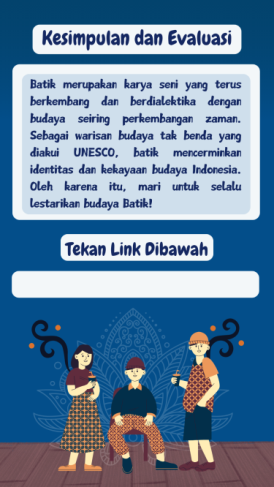 Kesimpulan dan Evaluasi
Batik merupakan karya seni yang terus
berkembang dan berdialektika dengan
budaya seiring perkembangan zaman.
Sebagai warisan budaya tak benda yang
diakui UNESCO, batik mencerminkan
identitas dan kekayaan budaya Indonesia.
Oleh karena itu, mari untuk selalu
lestarikan budaya Batik!
Tekan Link Dibawah